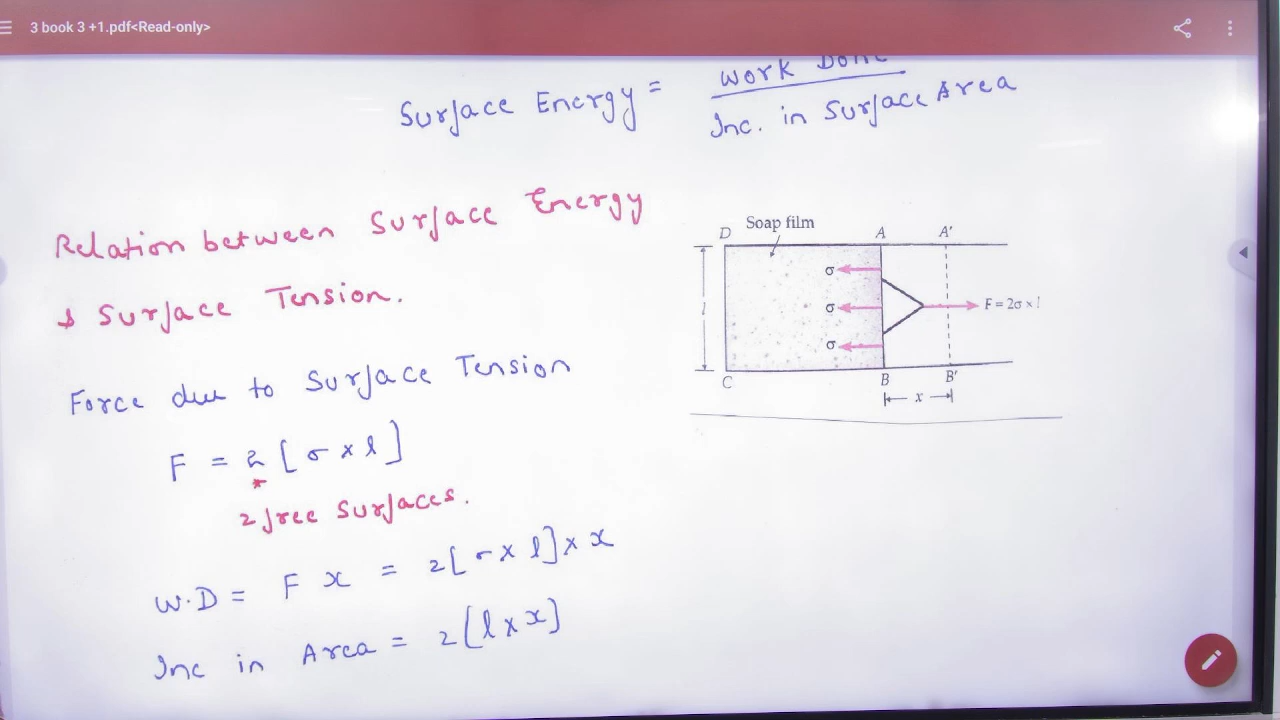 3 book 3 +1.pdf<Read-only>
Surface Energy = Work Done
Inc. in Surface Area
Relation between Surface Energy
& Surface Tension.
Soap film
D A A'
σ
σ
σ
l
F = 2σ × l
C B B'
x
Force due to Surface Tension
F = 2 [σ × l]
*
2 free Surfaces.
W.D = F x = 2[σ × l] × x
Inc in Area = 2[l × x]